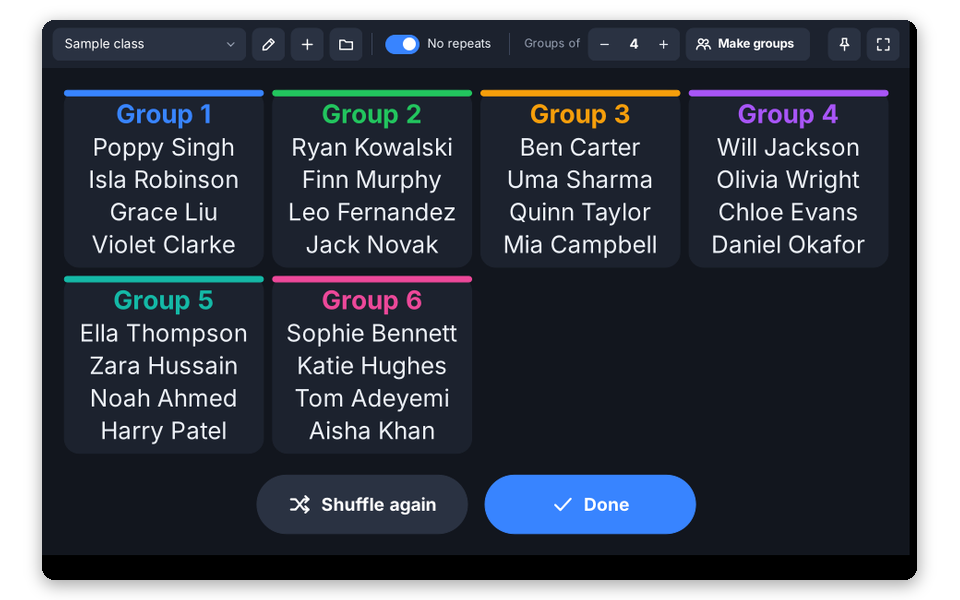 Sample class
No repeats
Groups of
4
Make groups
Group 1
Poppy Singh
Isla Robinson
Grace Liu
Violet Clarke
Group 2
Ryan Kowalski
Finn Murphy
Leo Fernandez
Jack Novak
Group 3
Ben Carter
Uma Sharma
Quinn Taylor
Mia Campbell
Group 4
Will Jackson
Olivia Wright
Chloe Evans
Daniel Okafor
Group 5
Ella Thompson
Zara Hussain
Noah Ahmed
Harry Patel
Group 6
Sophie Bennett
Katie Hughes
Tom Adeyemi
Aisha Khan
Shuffle again
Done